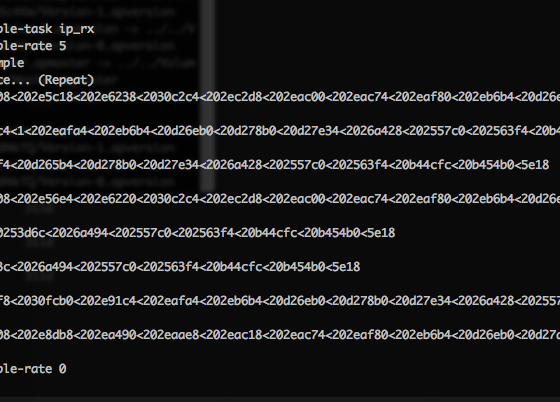 ble-task ip_rx
ble-rate 5
mple
ce... (Repeat)
08<202e5c18<202e6238<2030c2c4<202ec2d8<202eac00<202eac74<202eaf80<202eb6b4<20d26e
c4<1<202eafa4<202eb6b4<20d26eb0<20d278b0<20d27e34<2026a428<202557c0<202563f4<20b4
f4<20d265b4<20d278b0<20d27e34<2026a428<202557c0<202563f4<20b44cfc<20b454b0<5e18
08<202e56e4<202e6220<2030c2c4<202ec2d8<202eac00<202eac74<202eaf80<202eb6b4<20d26e
0253d6c<2026a494<202557c0<202563f4<20b44cfc<20b454b0<5e18
3c<2026a494<202557c0<202563f4<20b44cfc<20b454b0<5e18
f8<2030fcb0<202e91c4<202eafa4<202eb6b4<20d26eb0<20d278b0<20d27e34<2026a428<202557
08<202e8db8<202ea490<202eaae8<202eac18<202eac74<202eaf80<202eb6b4<20d26eb0<20d27
ble-rate 0